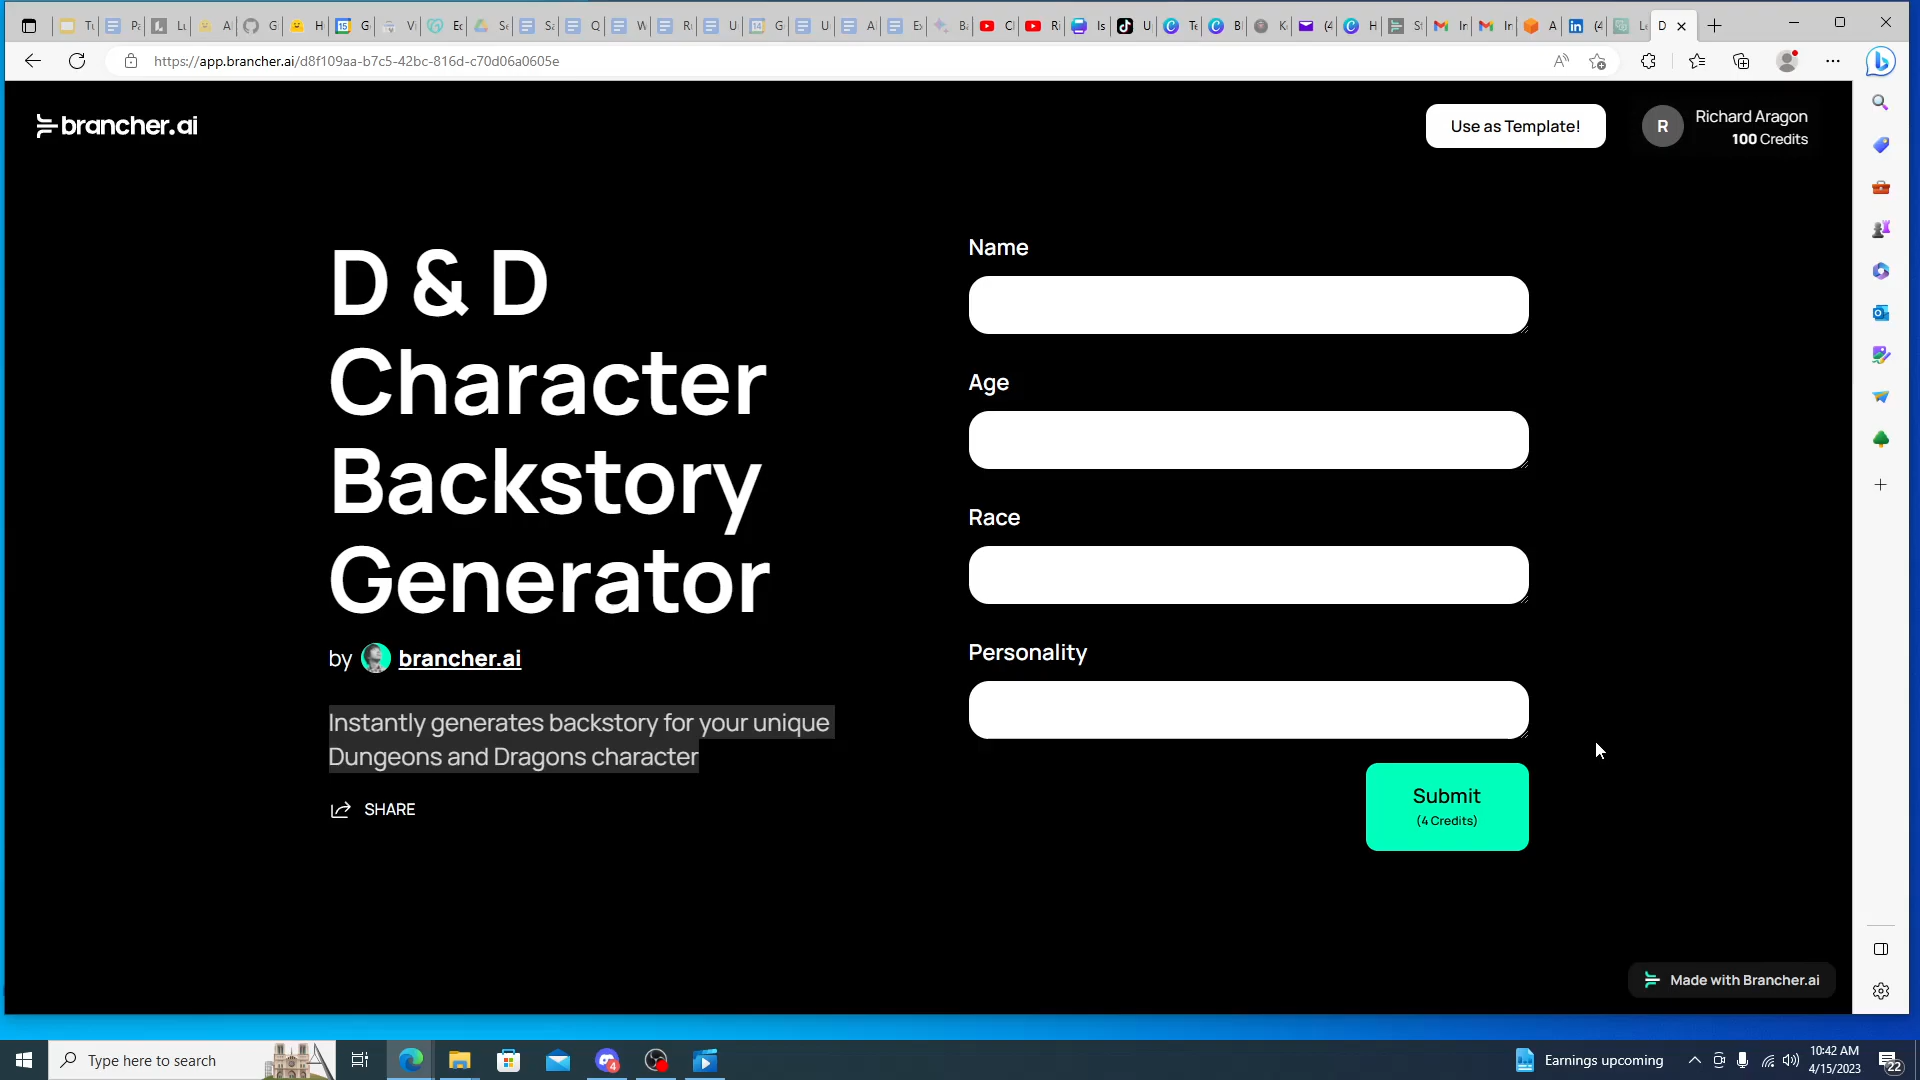 https://app.brancher.ai/d8f109aa-b7c5-42bc-816d-c70d06a0605e
brancher.ai
Use as Template!
R
Richard Aragon
100 Credits
D & D
Character
Backstory
Generator
by brancher.ai
Instantly generates backstory for your unique
Dungeons and Dragons character
SHARE
Name
Age
Race
Personality
Submit
(4 Credits)
Made with Brancher.ai
Type here to search
Earnings upcoming
10:42 AM
4/15/2023
22